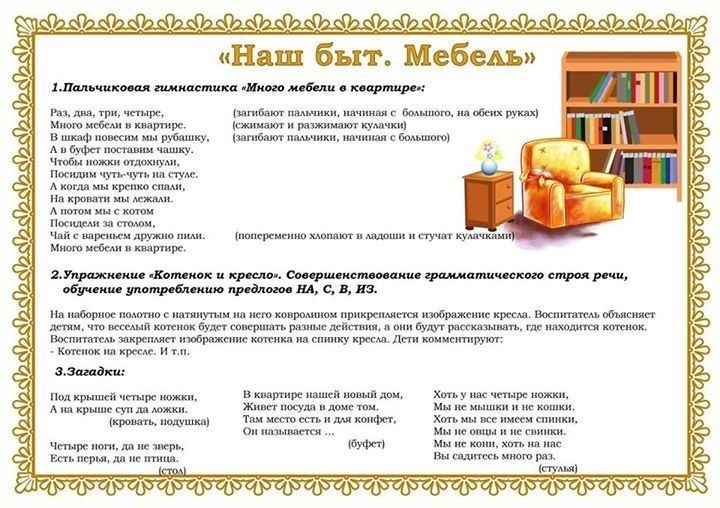 «Наш быт. Мебель»
1.Пальчиковая гимнастика «Много мебели в квартире»:
Раз, два, три, четыре, (загибают пальчики, начиная с большого, на обеих руках)
Много мебели в квартире. (сжимают и разжимают кулачки)
В шкаф повесим мы рубашку, (загибают пальчики, начиная с большого)
А в буфет поставим чашку.
Чтобы ножки отдохнули,
Посидим чуть-чуть на стуле.
А когда мы крепко спали,
На кровати мы лежали.
А потом мы с котом
Посидели за столом,
Чай с вареньем дружно пили. (попеременно хлопают в ладоши и стучат кулачками)
Много мебели в квартире.
2.Упражнение «Котенок и кресло». Совершенствование грамматического строя речи,
обучение употреблению предлогов НА, С, В, ИЗ.
На наборное полотно с натянутым на него ковролином прикрепляется изображение кресла. Воспитатель объясняет
детям, что веселый котенок будет совершать разные действия, а они будут рассказывать, где находится котенок.
Воспитатель закрепляет изображение котенка на спинку кресла. Дети комментируют:
- Котенок на кресле. И т.п.
3.Загадки:
Под крышей четыре ножки,
А на крыше суп да ложки.
(кровать, подушка)
Четыре ноги, да не зверь,
Есть перья, да не птица.
(стол)
В квартире нашей новый дом,
Живет посуда в доме том.
Там место есть и для конфет,
Он называется ...
(буфет)
Хоть у нас четыре ножки,
Мы не мышки и не кошки.
Хоть мы все имеем спинки,
Мы не овцы и не свинки.
Мы не кони, хоть на нас
Вы садитесь много раз.
(стулья)